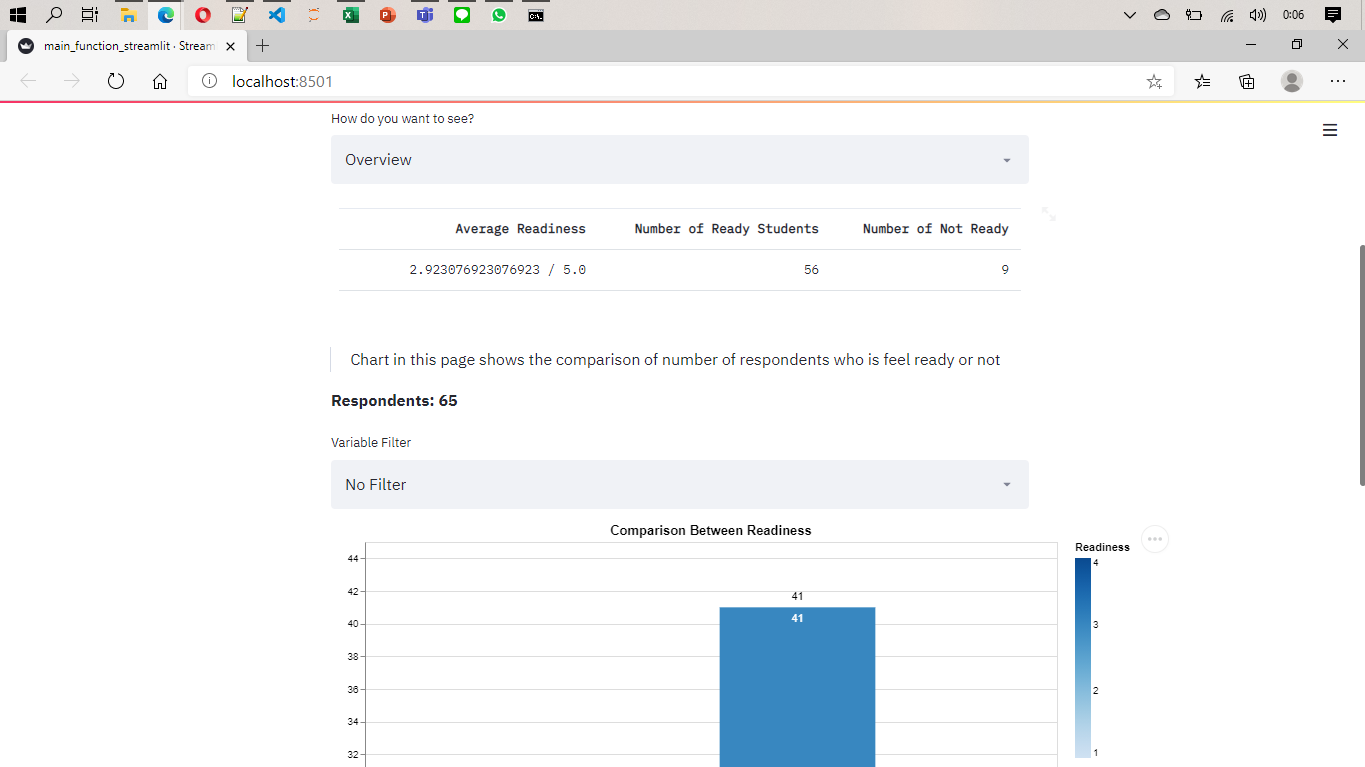 0:06
main_function_streamlit · Stream
localhost:8501
How do you want to see?
Overview
Average Readiness Number of Ready Students Number of Not Ready
2.923076923076923 / 5.0 56 9
Chart in this page shows the comparison of number of respondents who is feel ready or not
Respondents: 65
Variable Filter
No Filter
Comparison Between Readiness
Readiness
44
42
40
38
36
34
32
41
41
4
3
2
1